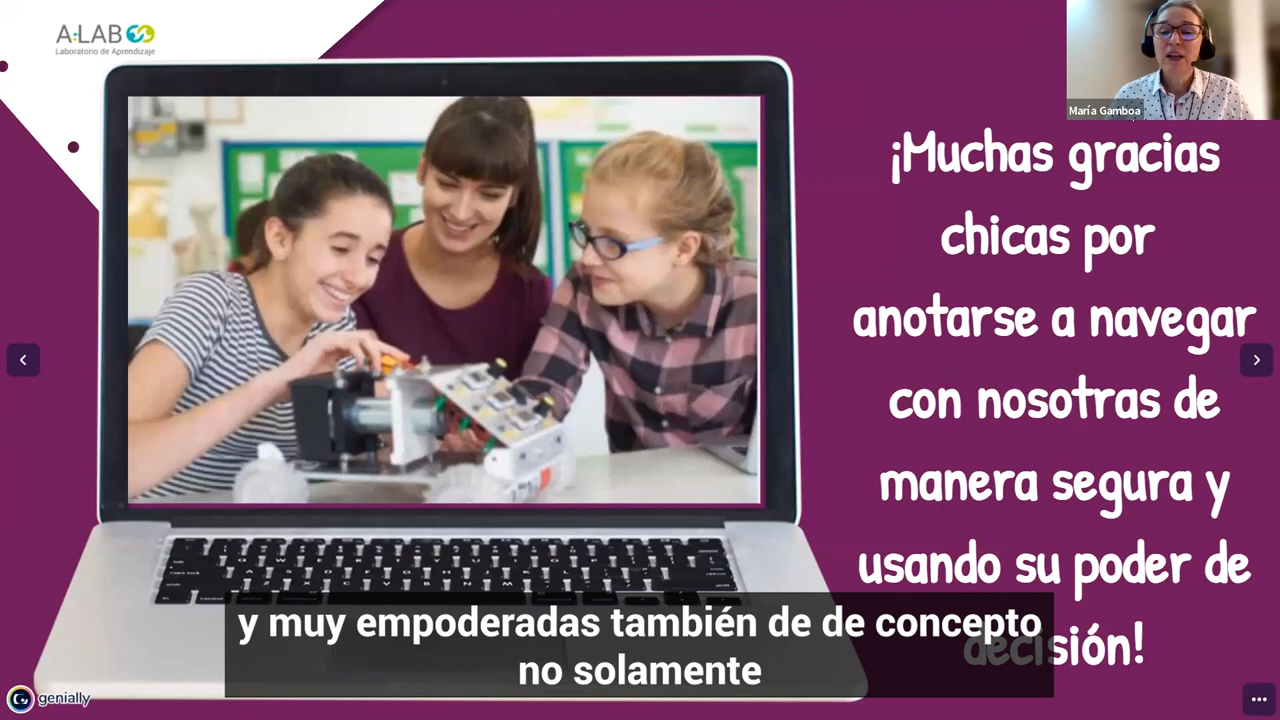 A:LAB
Laboratorio de Aprendizaje
María Gamboa
¡Muchas gracias
chicas por
anotarse a navegar
con nosotras de
manera segura y
usando su poder de
decisión!
y muy empoderadas también de de concepto
no solamente
genially